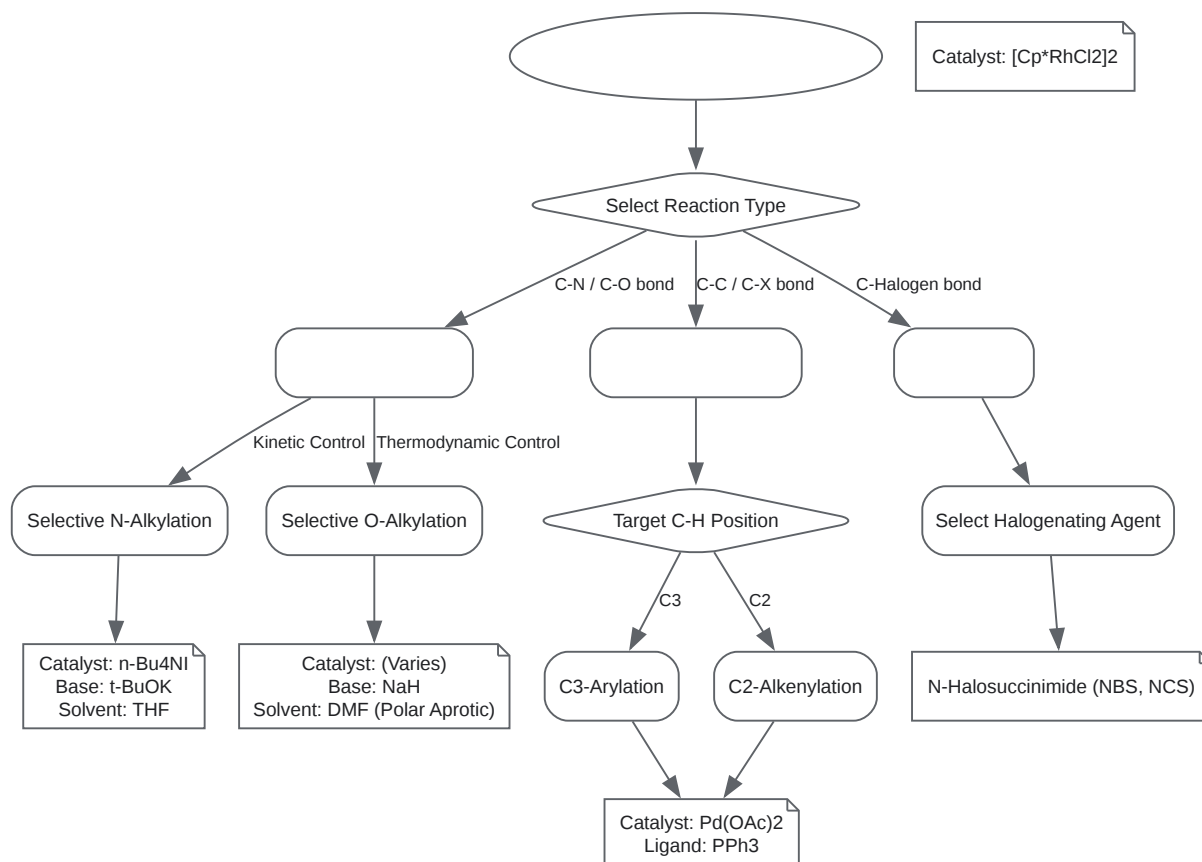 Catalyst: [Cp*RhCl2]2
Select Reaction Type
C-N / C-O bond
C-C / C-X bond
C-Halogen bond
Kinetic Control
Thermodynamic Control
Selective N-Alkylation
Selective O-Alkylation
Target C-H Position
Select Halogenating Agent
C3
C2
Catalyst: n-Bu4NI
Base: t-BuOK
Solvent: THF
Catalyst: (Varies)
Base: NaH
Solvent: DMF (Polar Aprotic)
C3-Arylation
C2-Alkenylation
N-Halosuccinimide (NBS, NCS)
Catalyst: Pd(OAc)2
Ligand: PPh3